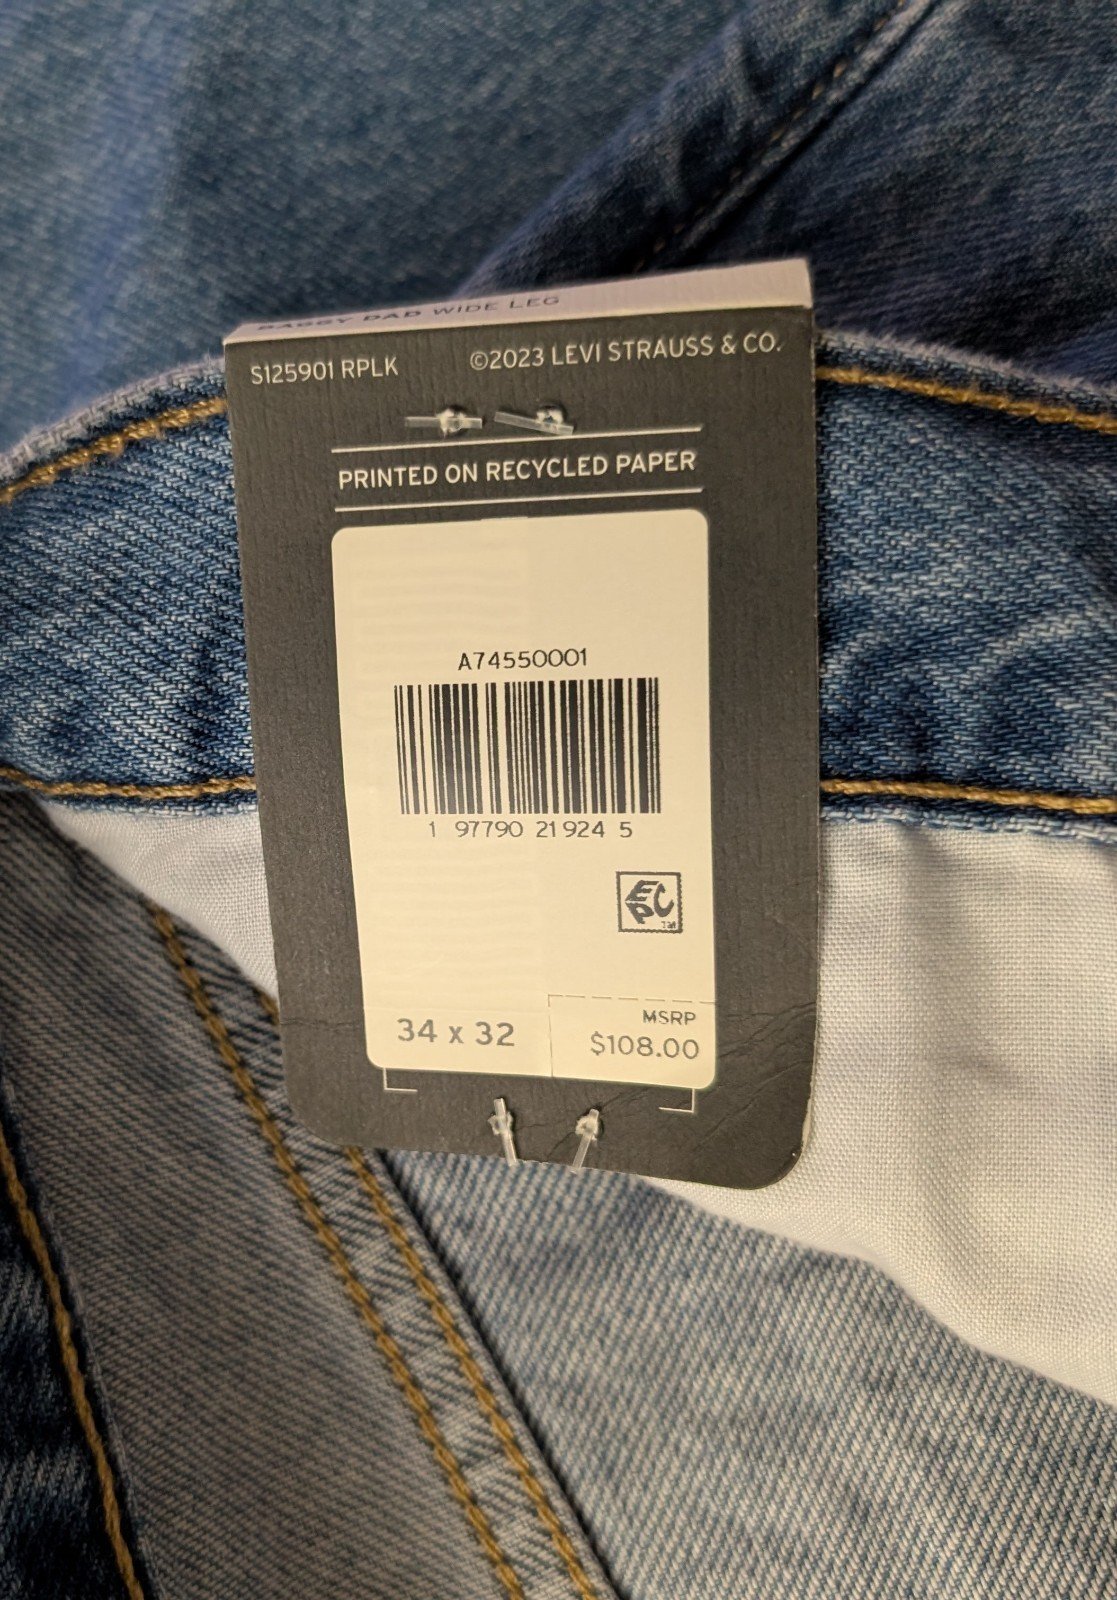 BAGGY DAD WIDE LEG
S125901 RPLK
©2023 LEVI STRAUSS & CO.
PRINTED ON RECYCLED PAPER
A74550001
1 97790 21924 5
EPC™
34 x 32
MSRP
$108.00